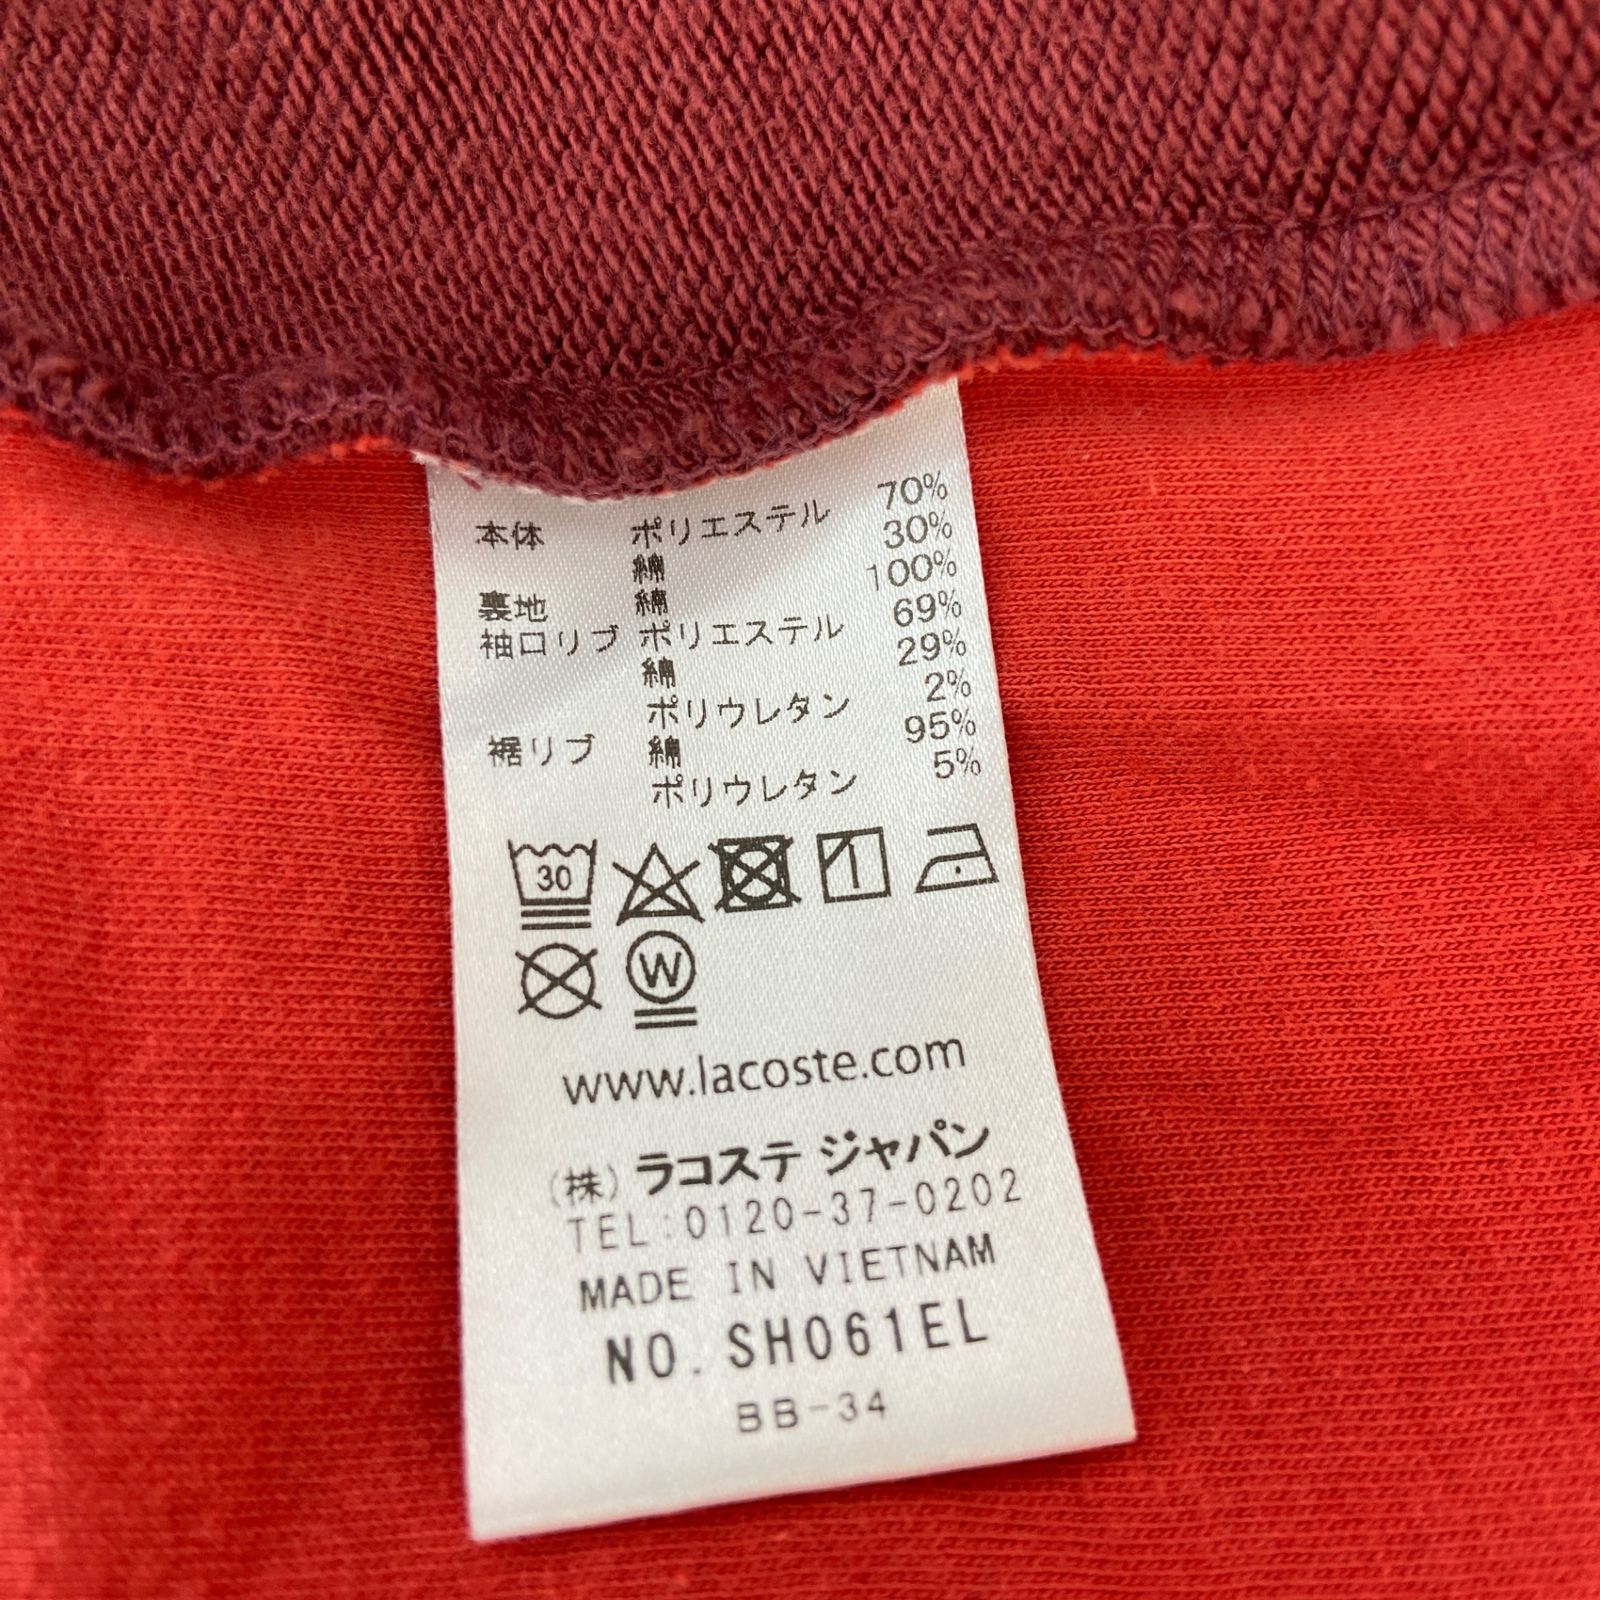 本体 ポリエステル 70%
綿 30%
裏地 綿 100%
袖口リブ ポリエステル 69%
綿 29%
ポリウレタン 2%
裾リブ 綿 95%
ポリウレタン 5%
30
W
www.lacoste.com
(株) ラコステ ジャパン
TEL:0120-37-0202
MADE IN VIETNAM
NO. SH061EL
BB-34